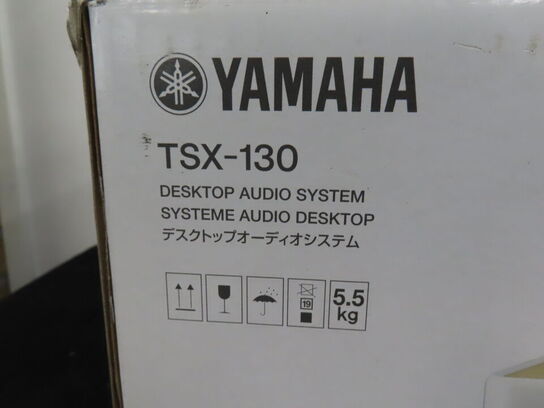 YAMAHA
TSX-130
DESKTOP AUDIO SYSTEM
SYSTEME AUDIO DESKTOP
デスクトップオーディオシステム
19
5.5
kg